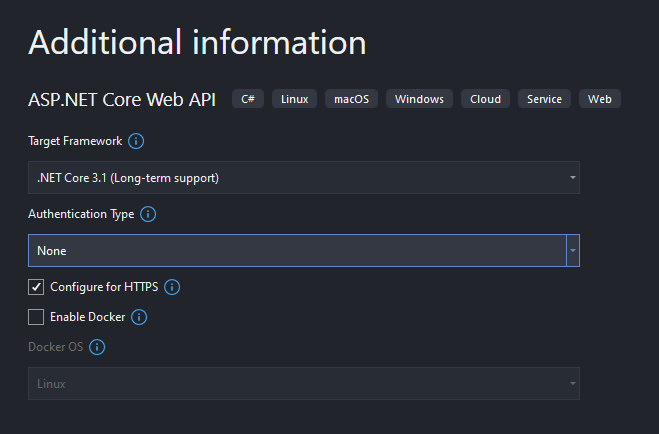 Additional information
ASP.NET Core Web API C# Linux macOS Windows Cloud Service Web
Target Framework
.NET Core 3.1 (Long-term support)
Authentication Type
None
Configure for HTTPS
Enable Docker
Docker OS
Linux